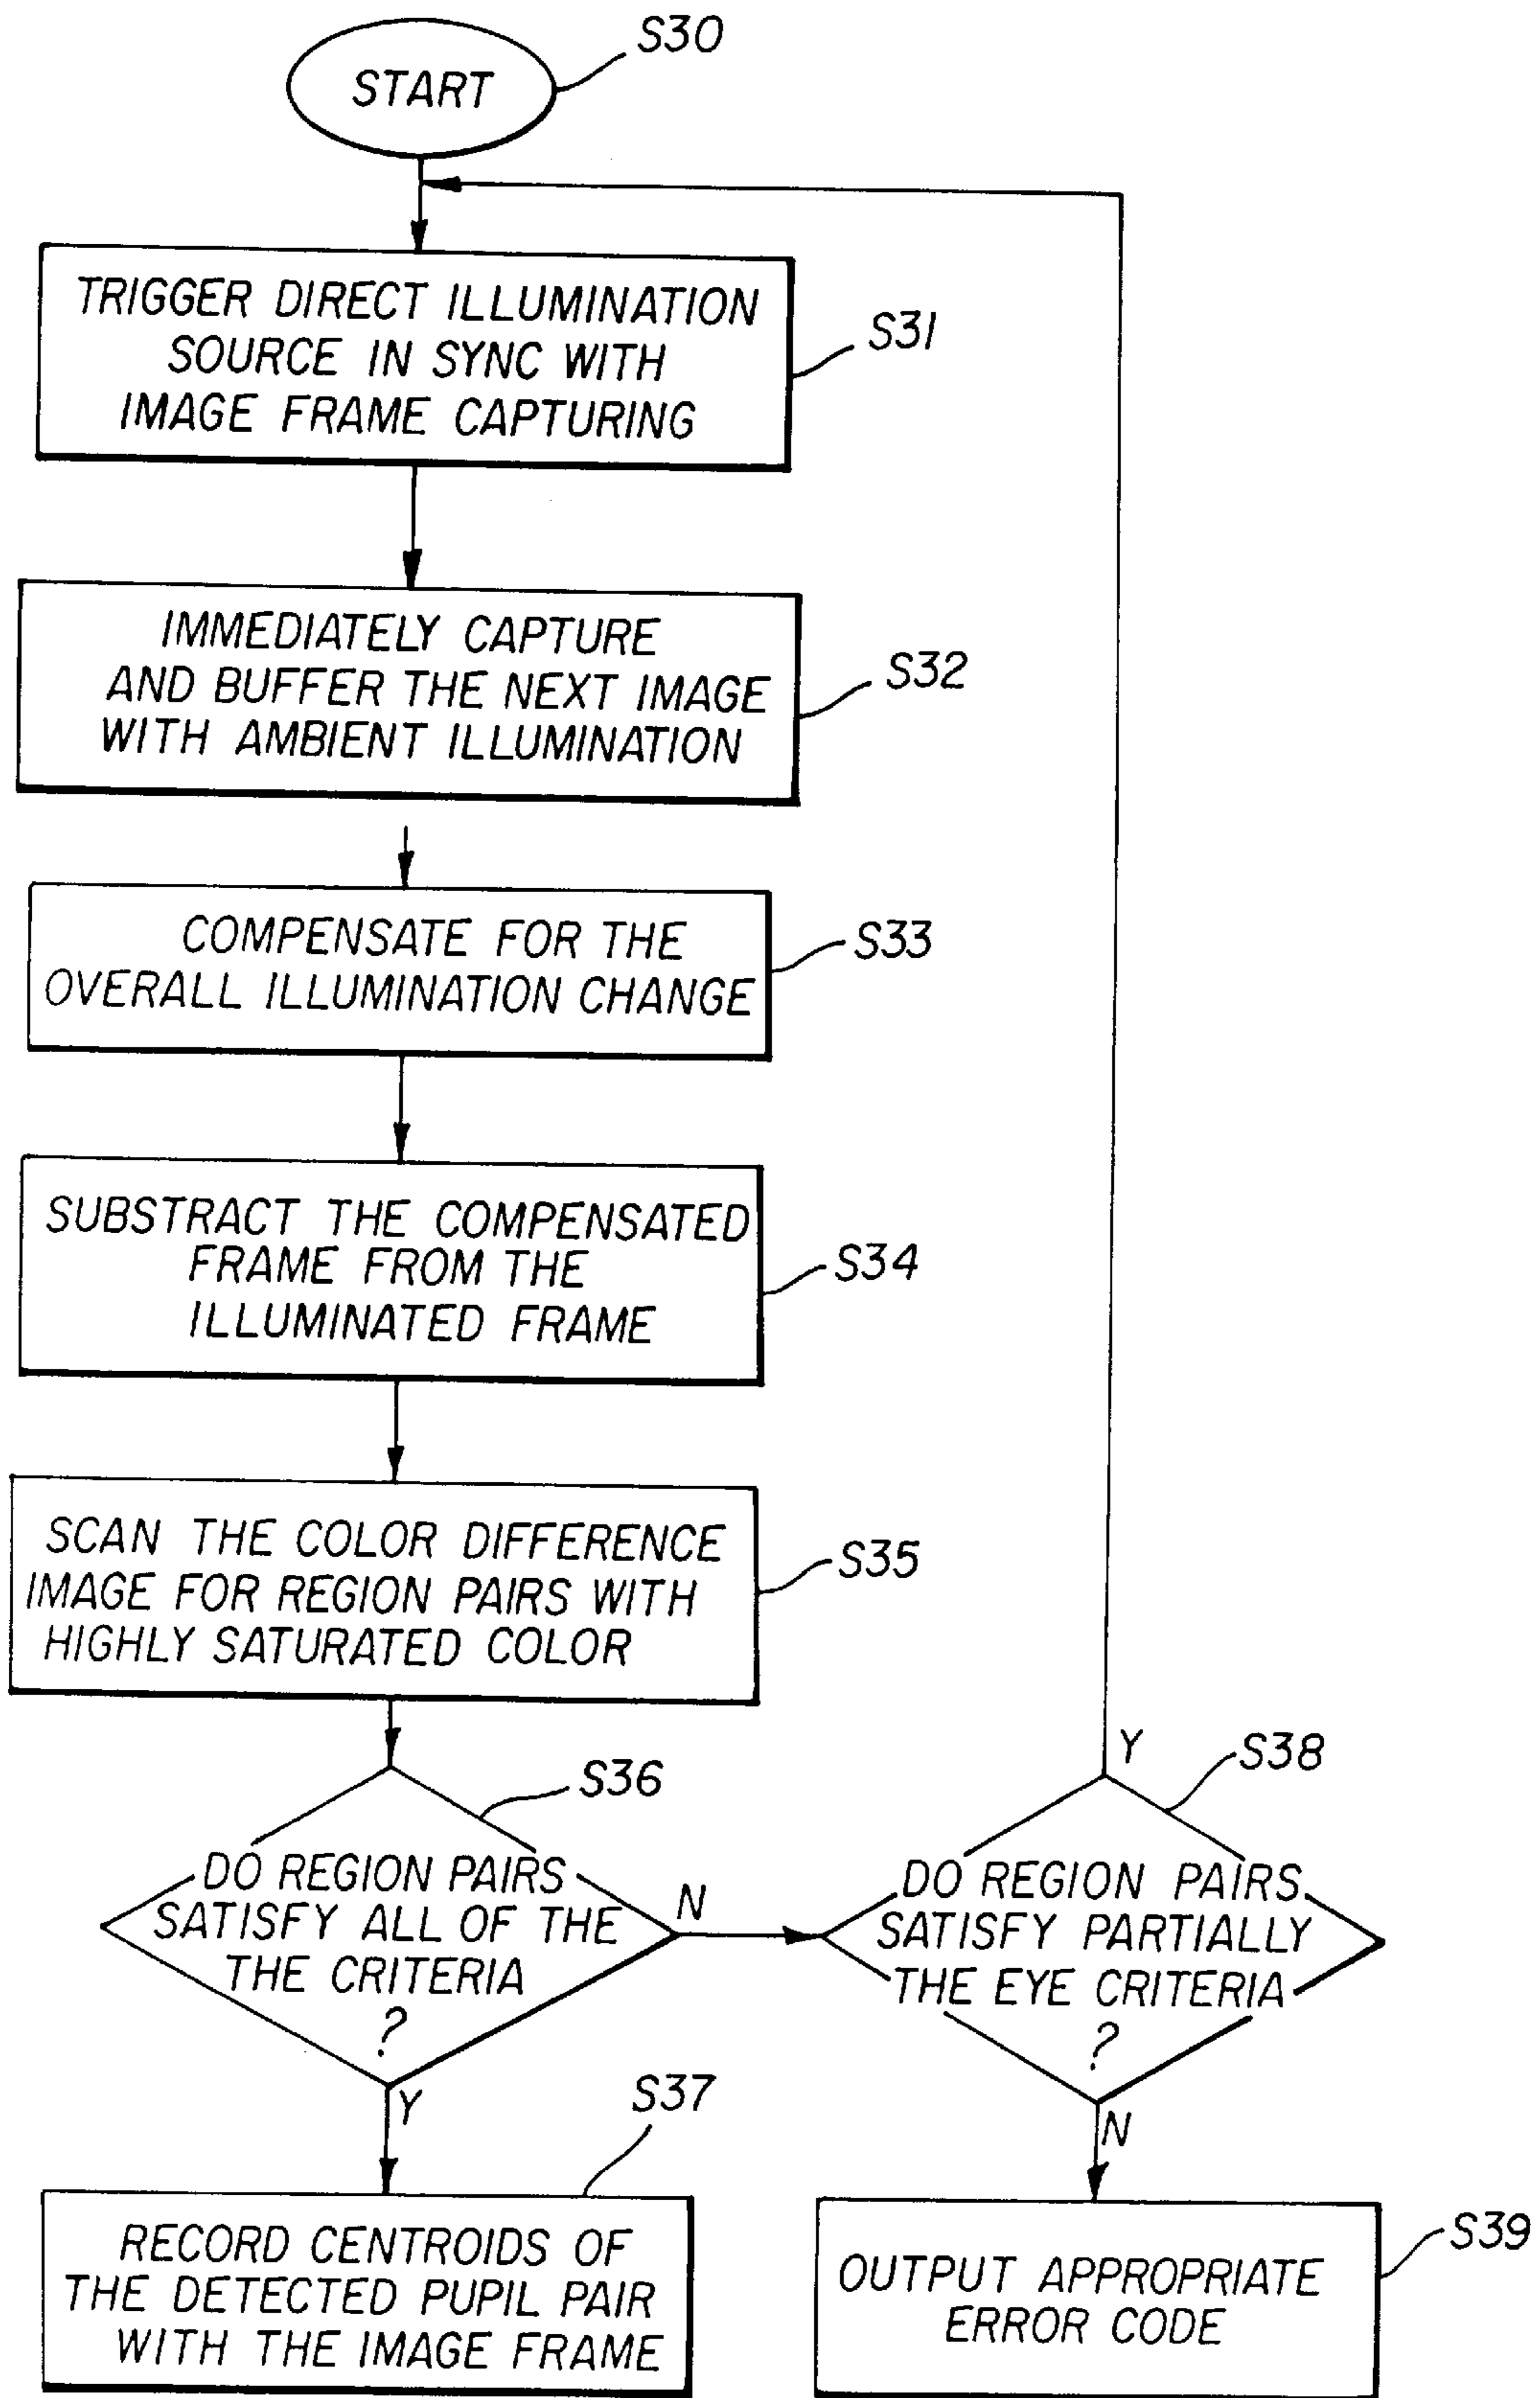 START
S30
TRIGGER DIRECT ILLUMINATION
SOURCE IN SYNC WITH
IMAGE FRAME CAPTURING
S31
IMMEDIATELY CAPTURE
AND BUFFER THE NEXT IMAGE
WITH AMBIENT ILLUMINATION
S32
COMPENSATE FOR THE
OVERALL ILLUMINATION CHANGE
S33
SUBSTRACT THE COMPENSATED
FRAME FROM THE
ILLUMINATED FRAME
S34
SCAN THE COLOR DIFFERENCE
IMAGE FOR REGION PAIRS WITH
HIGHLY SATURATED COLOR
S35
S36
DO REGION PAIRS
SATISFY ALL OF THE
THE CRITERIA
?
N
Y
S38
Y
DO REGION PAIRS
SATISFY PARTIALLY
THE EYE CRITERIA
?
N
S37
RECORD CENTROIDS OF
THE DETECTED PUPIL PAIR
WITH THE IMAGE FRAME
S39
OUTPUT APPROPRIATE
ERROR CODE